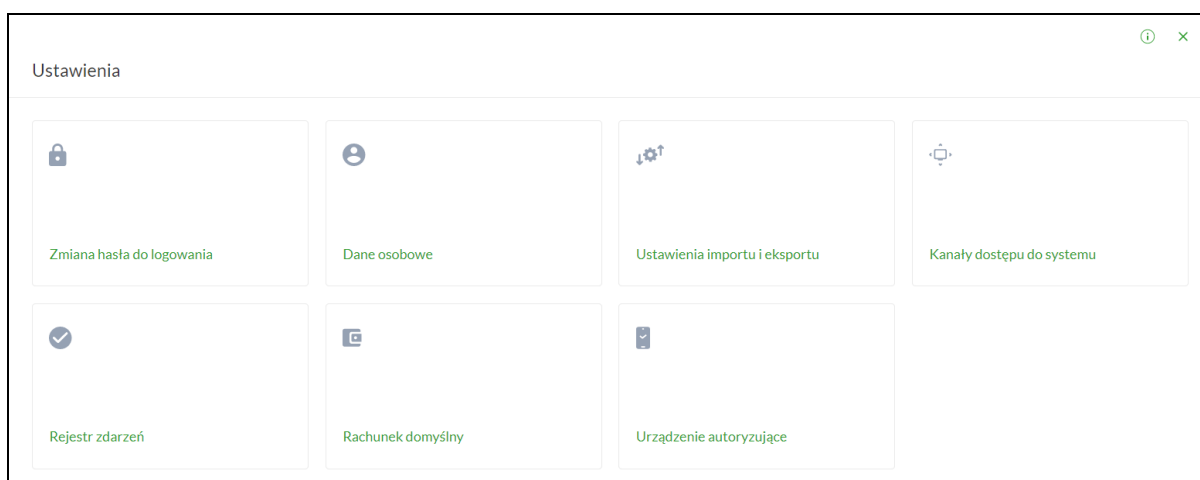 Ustawienia
Zmiana hasła do logowania
Dane osobowe
Ustawienia importu i eksportu
Kanały dostępu do systemu
Rejestr zdarzeń
Rachunek domyślny
Urządzenie autoryzujące